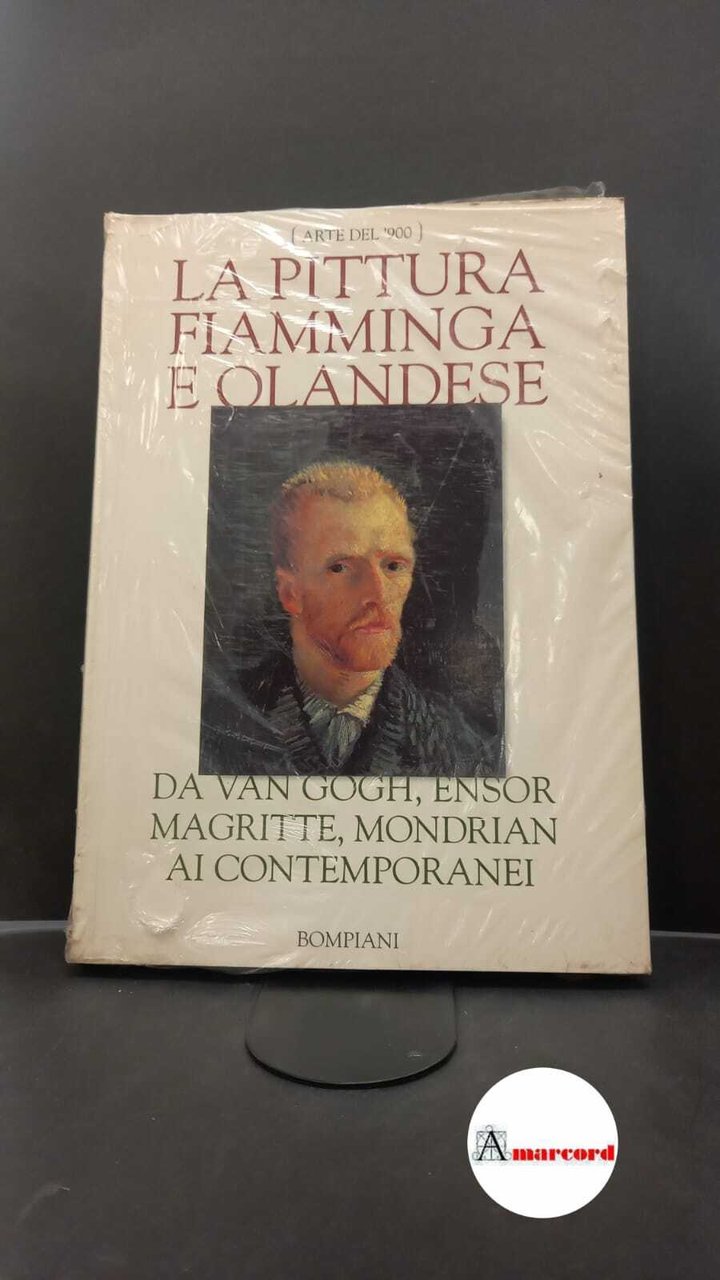 { ARTE DEL '900 }
LA PITTURA
FIAMMINGA
E OLANDESE
DA VAN GOGH, ENSOR
MAGRITTE, MONDRIAN
AI CONTEMPORANEI
BOMPIANI
Amarcord